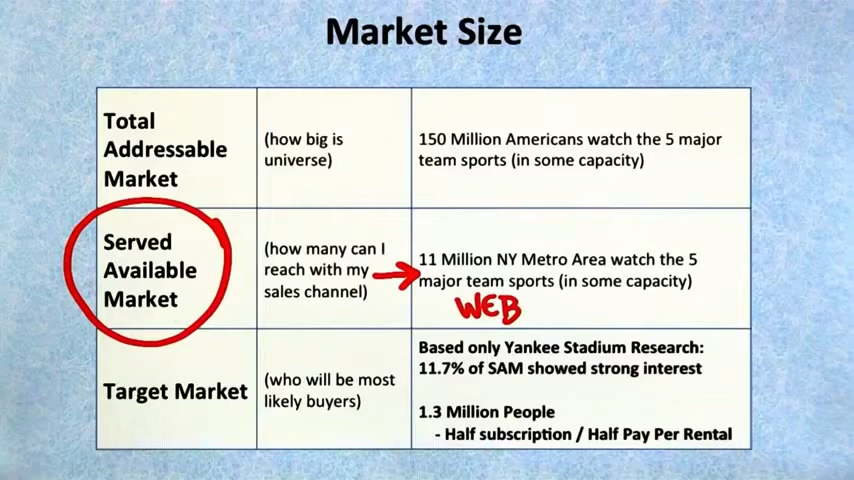 Market Size
Total
Addressable
Market
(how big is
universe)
150 Million Americans watch the 5 major
team sports (in some capacity)
Served
Available
Market
(how many can I
reach with my
sales channel)
11 Million NY Metro Area watch the 5
major team sports (in some capacity)
WEB
Target Market
(who will be most
likely buyers)
Based only Yankee Stadium Research:
11.7% of SAM showed strong interest
1.3 Million People
- Half subscription / Half Pay Per Rental